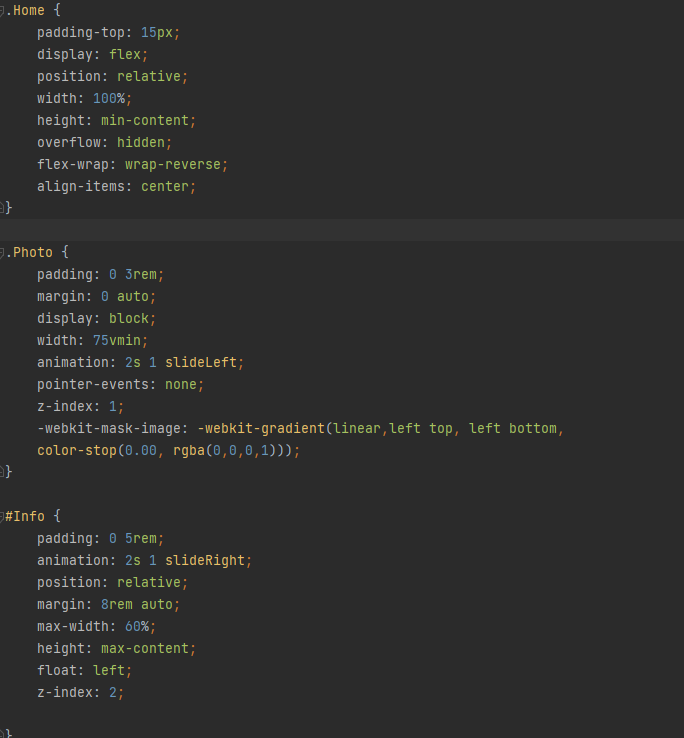 .Home {
    padding-top: 15px;
    display: flex;
    position: relative;
    width: 100%;
    height: min-content;
    overflow: hidden;
    flex-wrap: wrap-reverse;
    align-items: center;
}

.Photo {
    padding: 0 3rem;
    margin: 0 auto;
    display: block;
    width: 75vmin;
    animation: 2s 1 slideLeft;
    pointer-events: none;
    z-index: 1;
    -webkit-mask-image: -webkit-gradient(linear,left top, left bottom,
    color-stop(0.00, rgba(0,0,0,1)));
}

#Info {
    padding: 0 5rem;
    animation: 2s 1 slideRight;
    position: relative;
    margin: 8rem auto;
    max-width: 60%;
    height: max-content;
    float: left;
    z-index: 2;

}